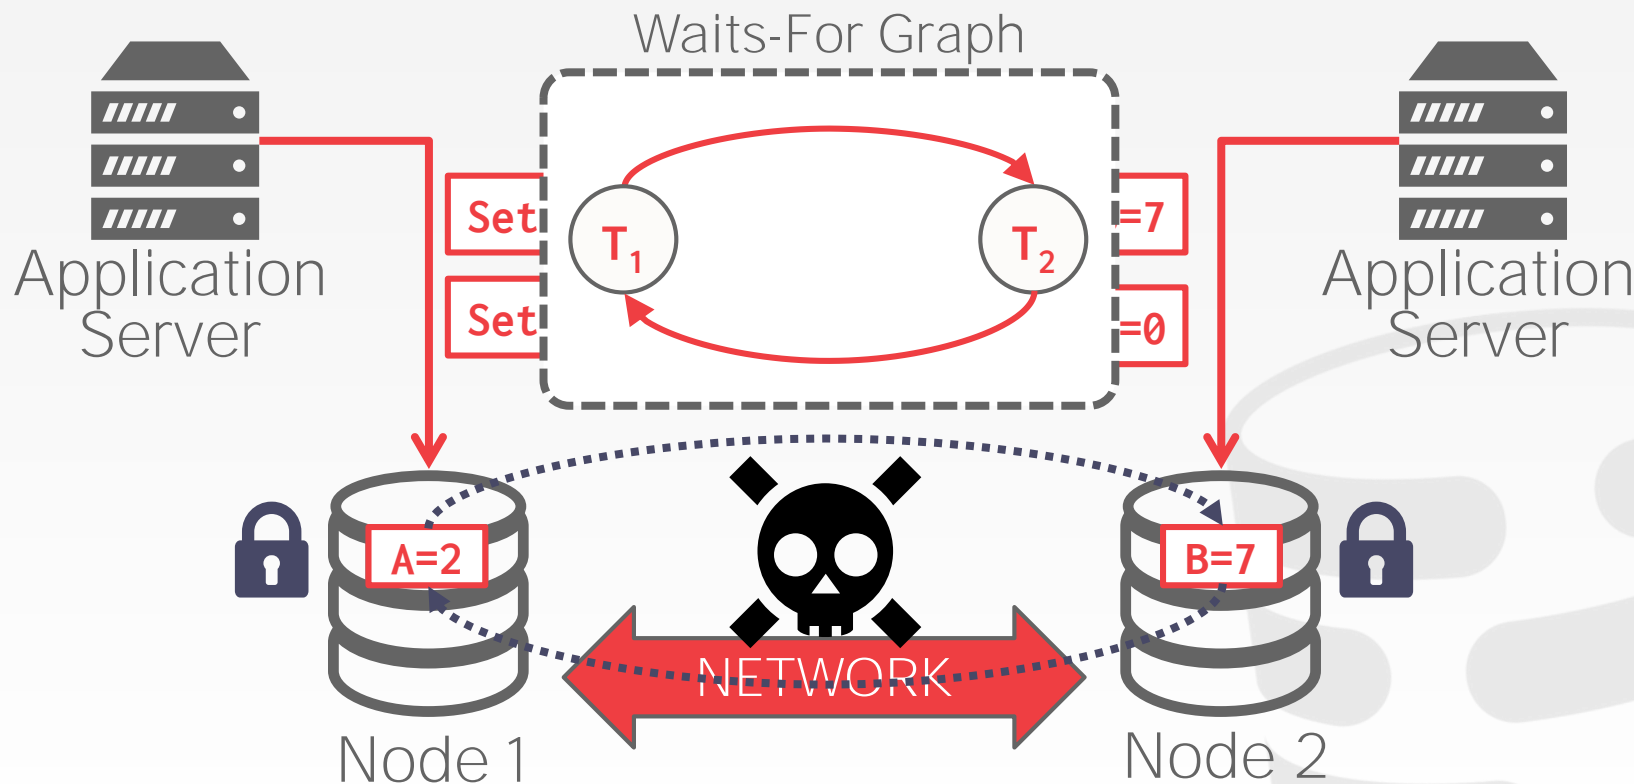 Waits-For Graph
Application
Server
Set
Set
T1
T2
=7
=0
Application
Server
A=2
B=7
NETWORK
Node 1
Node 2